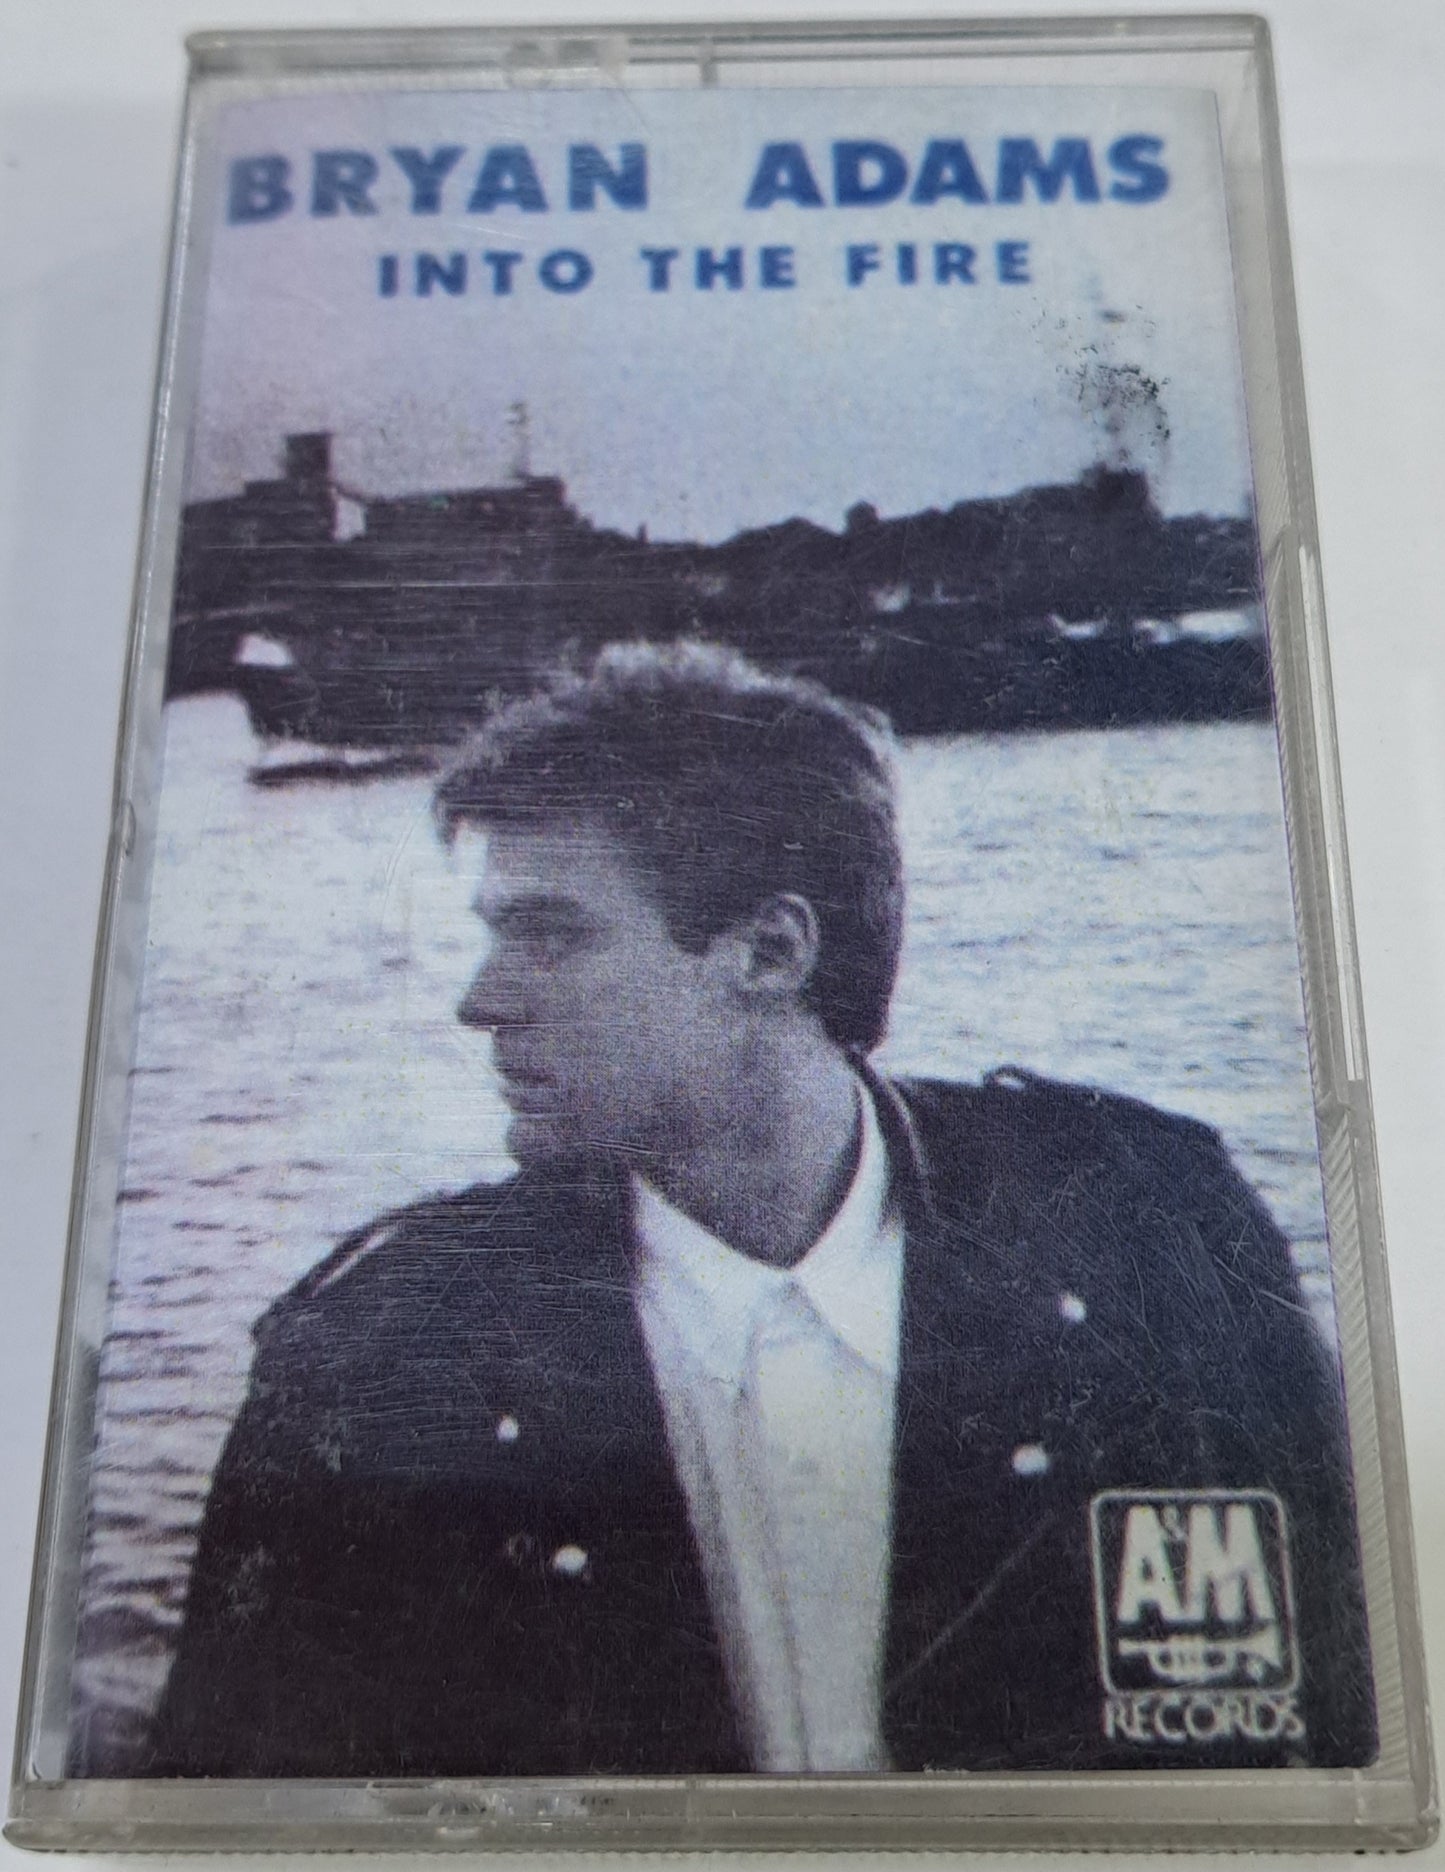 BRYAN ADAMS
INTO THE FIRE
A&M
RECORDS